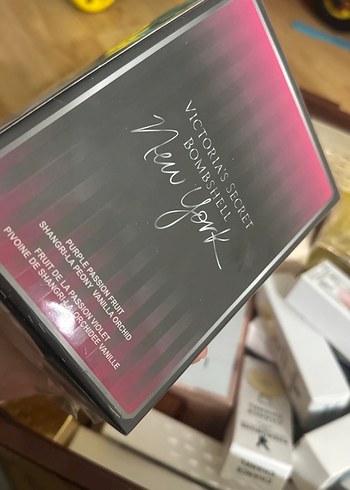 VICTORIA'S SECRET
BOMBSHELL
New York
PURPLE PASSION FRUIT
SHANGRI-LA PEONY VANILLA ORCHID
FRUIT DE LA PASSION VIOLET
PIVOINE DE SHANGRI-LA ORCHIDÉE VANILLE